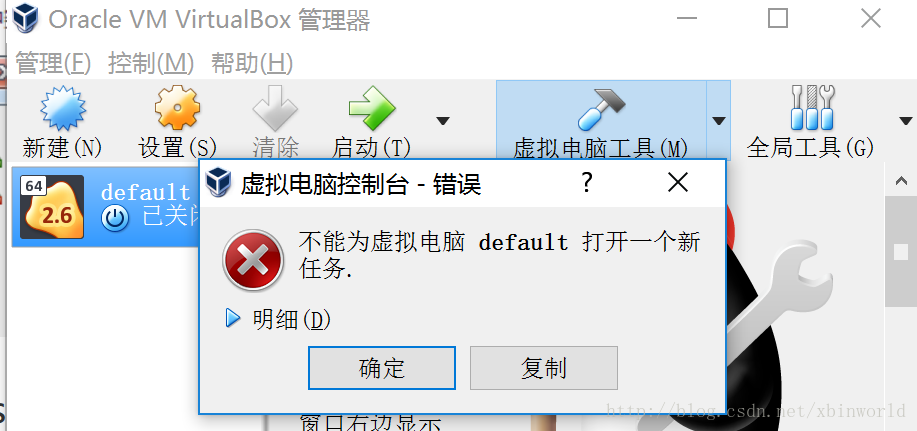 Oracle VM VirtualBox 管理器
管理(F) 控制(M) 帮助(H)
新建(N) 设置(S) 清除 启动(T) 虚拟电脑工具(M) 全局工具(G)
64
2.6
default
已关闭
虚拟电脑控制台 - 错误
?
不能为虚拟电脑 default 打开一个新
任务.
明细(D)
确定 复制
窗口右边显示
http://blog.csdn.net/xbinworld